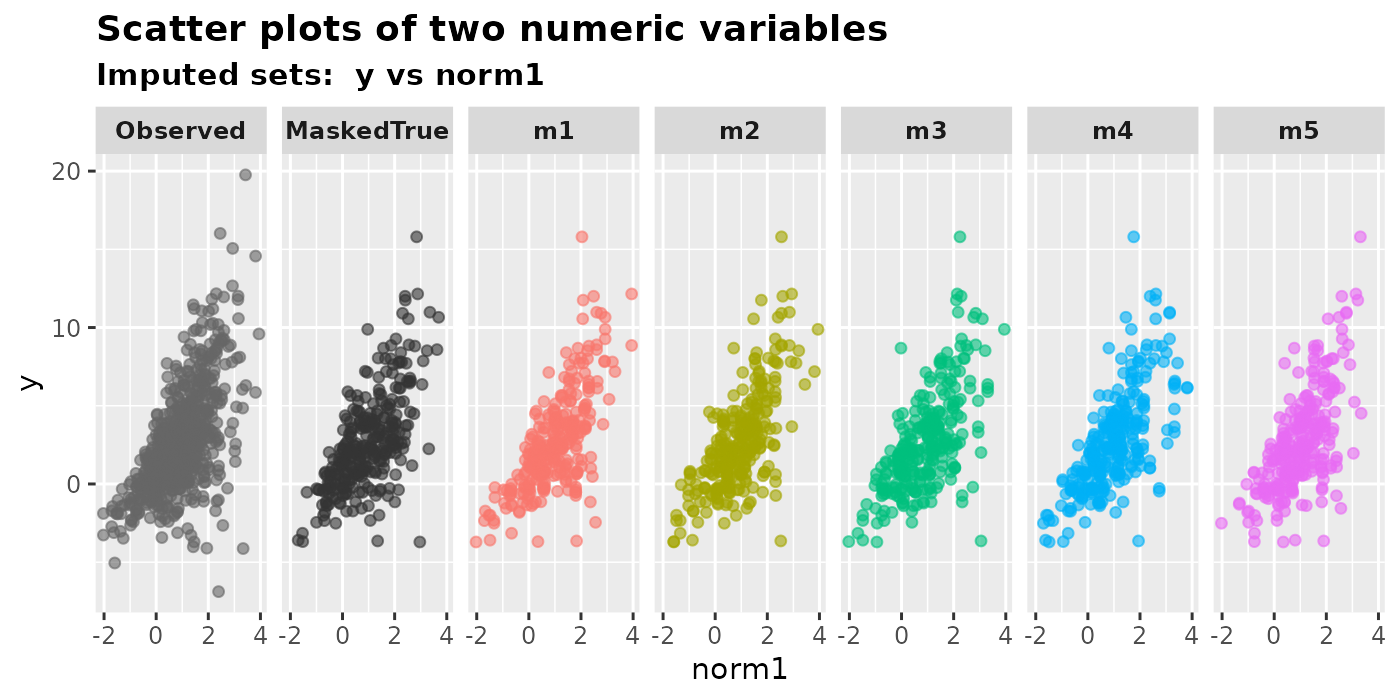 Scatter plots of two numeric variables
Imputed sets:  y vs norm1
Observed MaskedTrue m1 m2 m3 m4 m5
20
10
0
y
-2 0 2 4 -2 0 2 4 -2 0 2 4 -2 0 2 4 -2 0 2 4 -2 0 2 4 -2 0 2 4
norm1